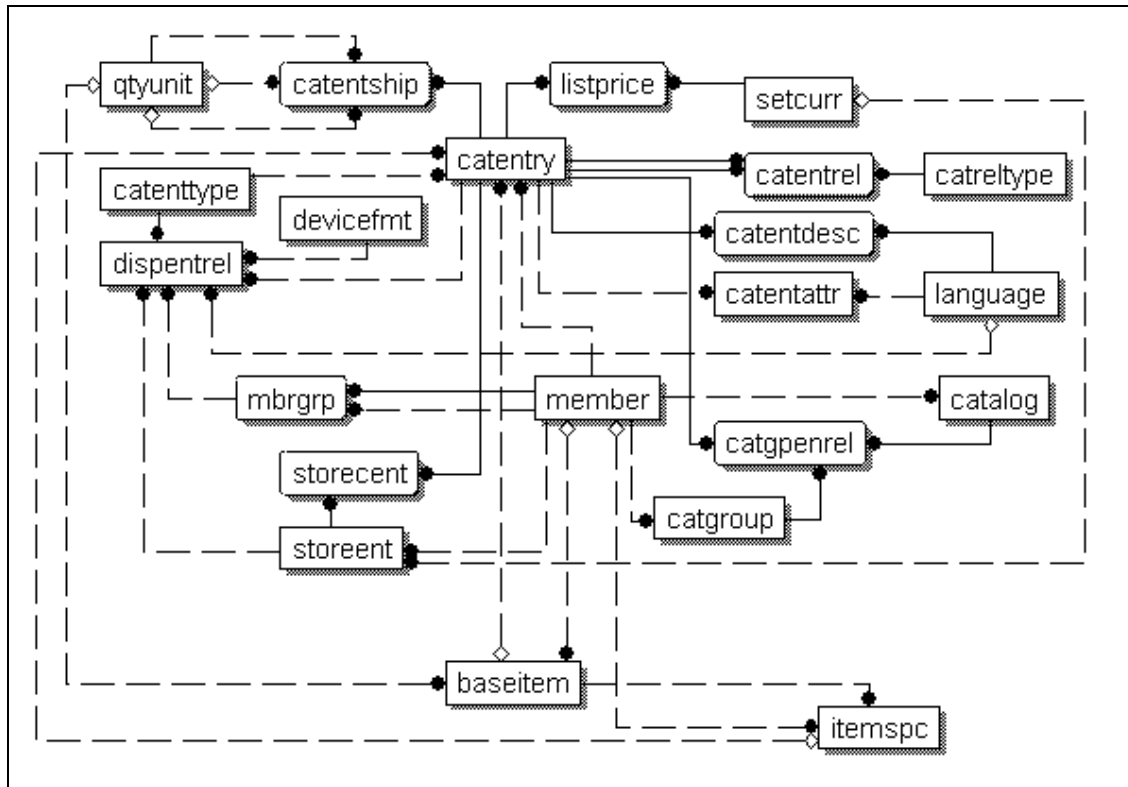 qtyunit
catentship
listprice
setcurr
catentry
catentrel
catreltype
catenttype
devicefmt
catentdesc
dispentrel
catentattr
language
mbrgrp
member
catalog
catgpenrel
storecent
catgroup
storeent
baseitem
itemspc